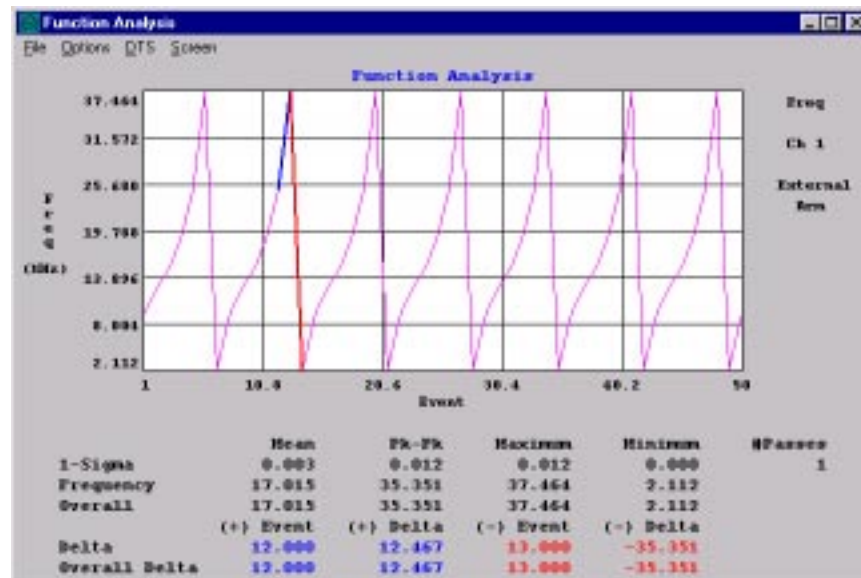 Function Analysis
File Options DTS Screen
Function Analysis
37.464
31.572
25.680
19.788
13.896
8.004
2.112
Freq
(MHz)
1 10.8 20.6 30.4 40.2 50
Event
Freq
Ch 1
External
Arm
Mean Pk-Pk Maximum Minimum #Passes
1-Sigma 0.003 0.012 0.012 0.000 1
Frequency 17.015 35.351 37.464 2.112
Overall 17.015 35.351 37.464 2.112
(+) Event (+) Delta (-) Event (-) Delta
Delta 12.000 12.467 13.000 -35.351
Overall Delta 12.000 12.467 13.000 -35.351